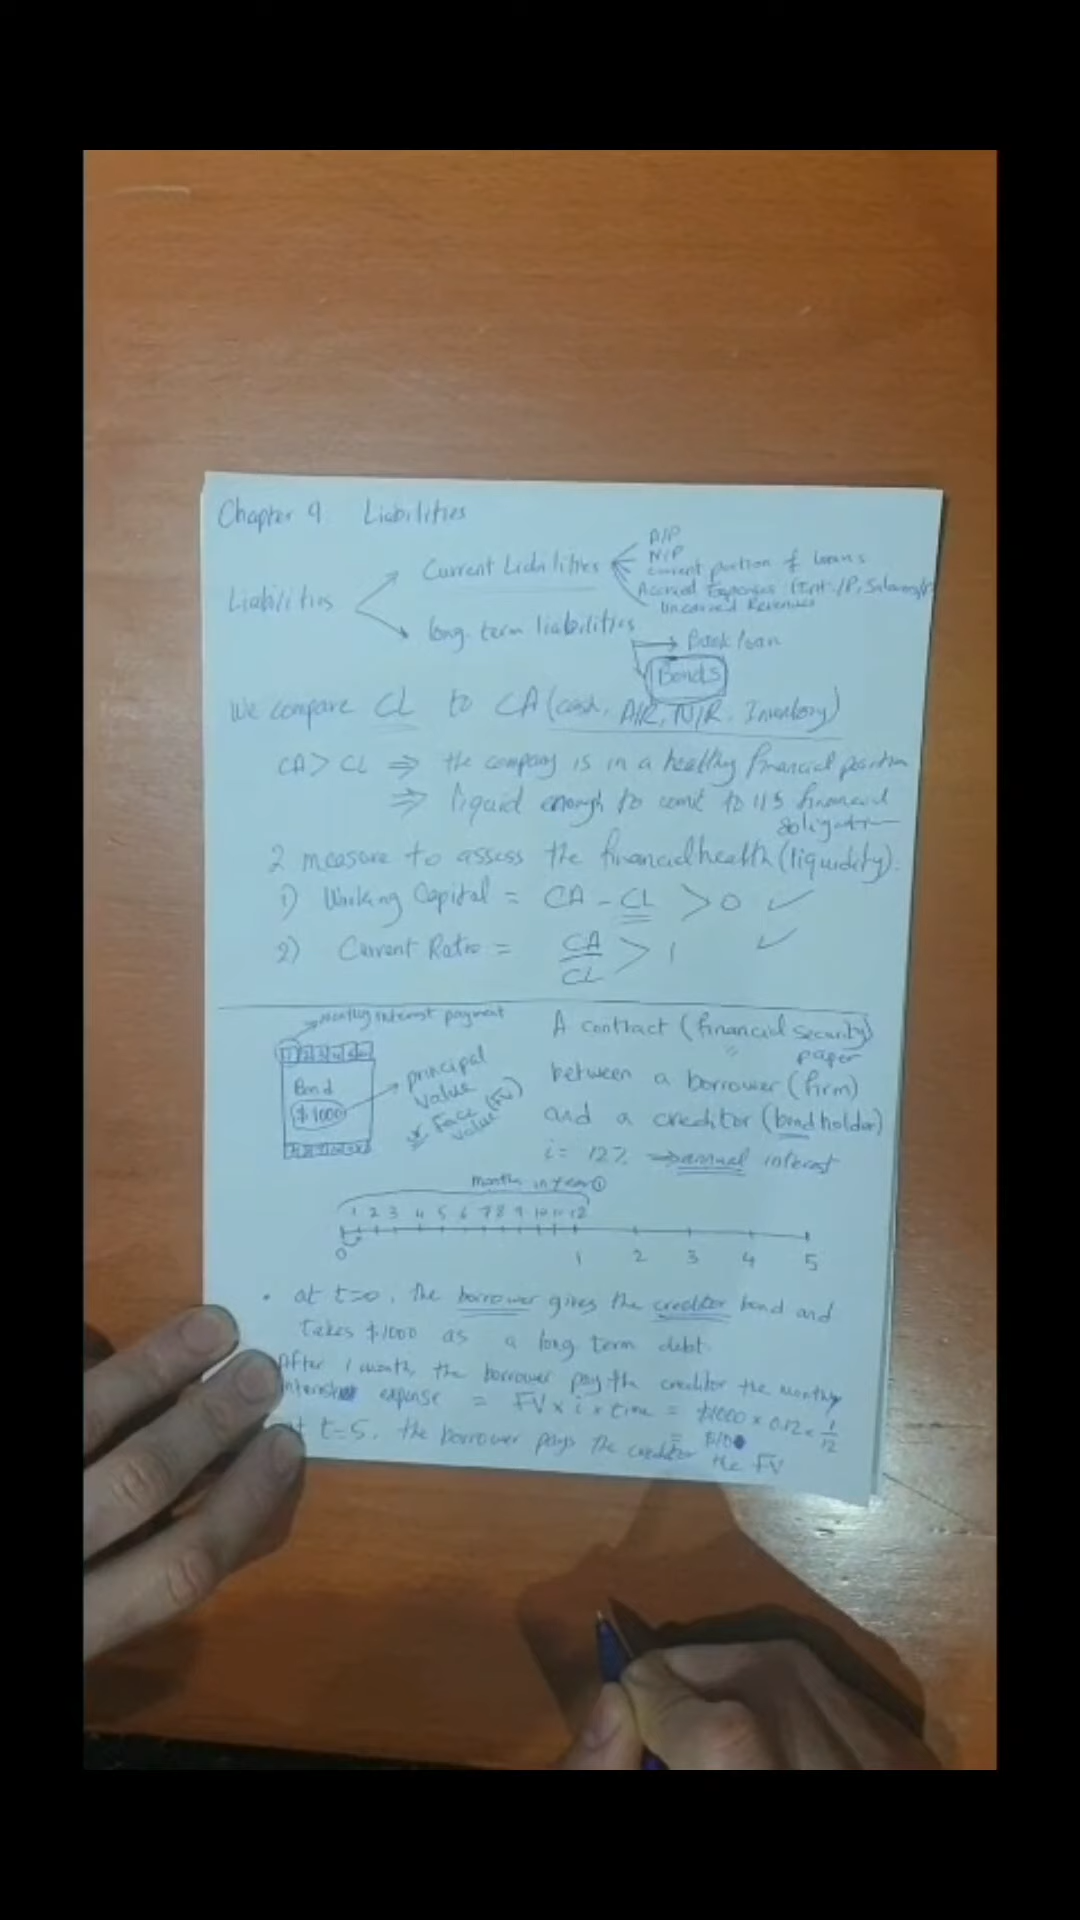 Chapter 9 Liabilities
Liabilities
Current Liabilities
A/P
N/P
current portion of loans
Accrued Expenses (Int./P, Salaries/P
Unearned Revenues
long-term liabilities
Bank loan
Bonds
We compare CL to CA (cash, A/R, N/R, Inventory)
CA > CL ⇒ the company is in a healthy financial position
⇒ liquid enough to comit to its financial
obligation
2 measure to assess the financial health (liquidity).
1) Working Capital = CA - CL > 0 ✓
2) Current Ratio = CA/CL > 1 ✓
monthly interest payment
Bond
$1000
principal
value
Face
value (FV)
A contract (financial security)
paper
between a borrower (firm)
and a creditor (bond holder)
i = 12% → annual interest
Months in year 1
1 2 3 4 5 6 7 8 9 10 11 12
0 1 2 3 4 5
• at t=0, the borrower gives the creditor bond and
takes $1000 as a long term debt.
After 1 month, the borrower pay the creditor the monthly
interest expense = FV × i × time = $1000 × 0.12 × 1/12
= $10
at t=5, the borrower pays the creditor the FV